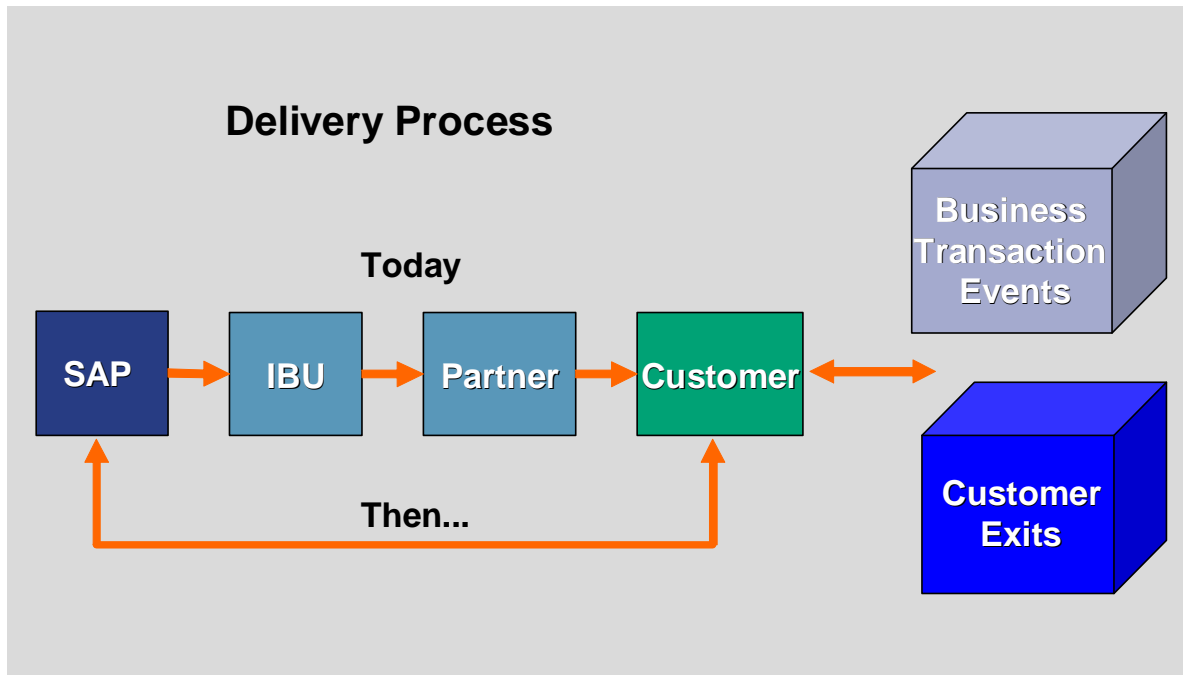 Delivery Process
Today
SAP
IBU
Partner
Customer
Then...
Business
Transaction
Events
Customer
Exits